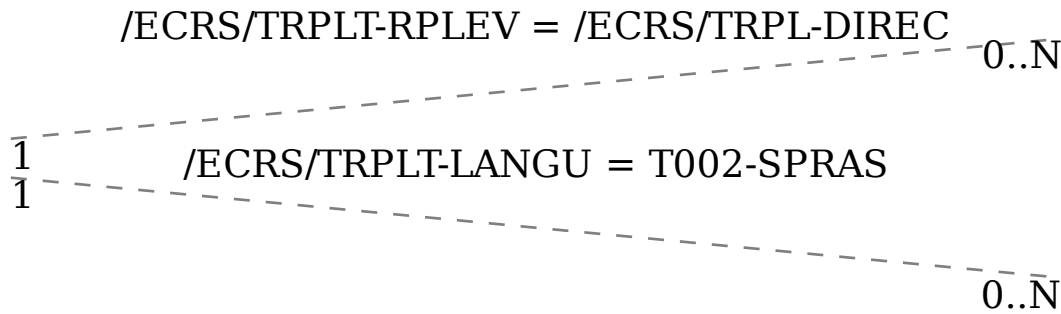 /ECRS/TRPLT-RPLEV = /ECRS/TRPL-DIREC
0..N
1
/ECRS/TRPLT-LANGU = T002-SPRAS
1
0..N